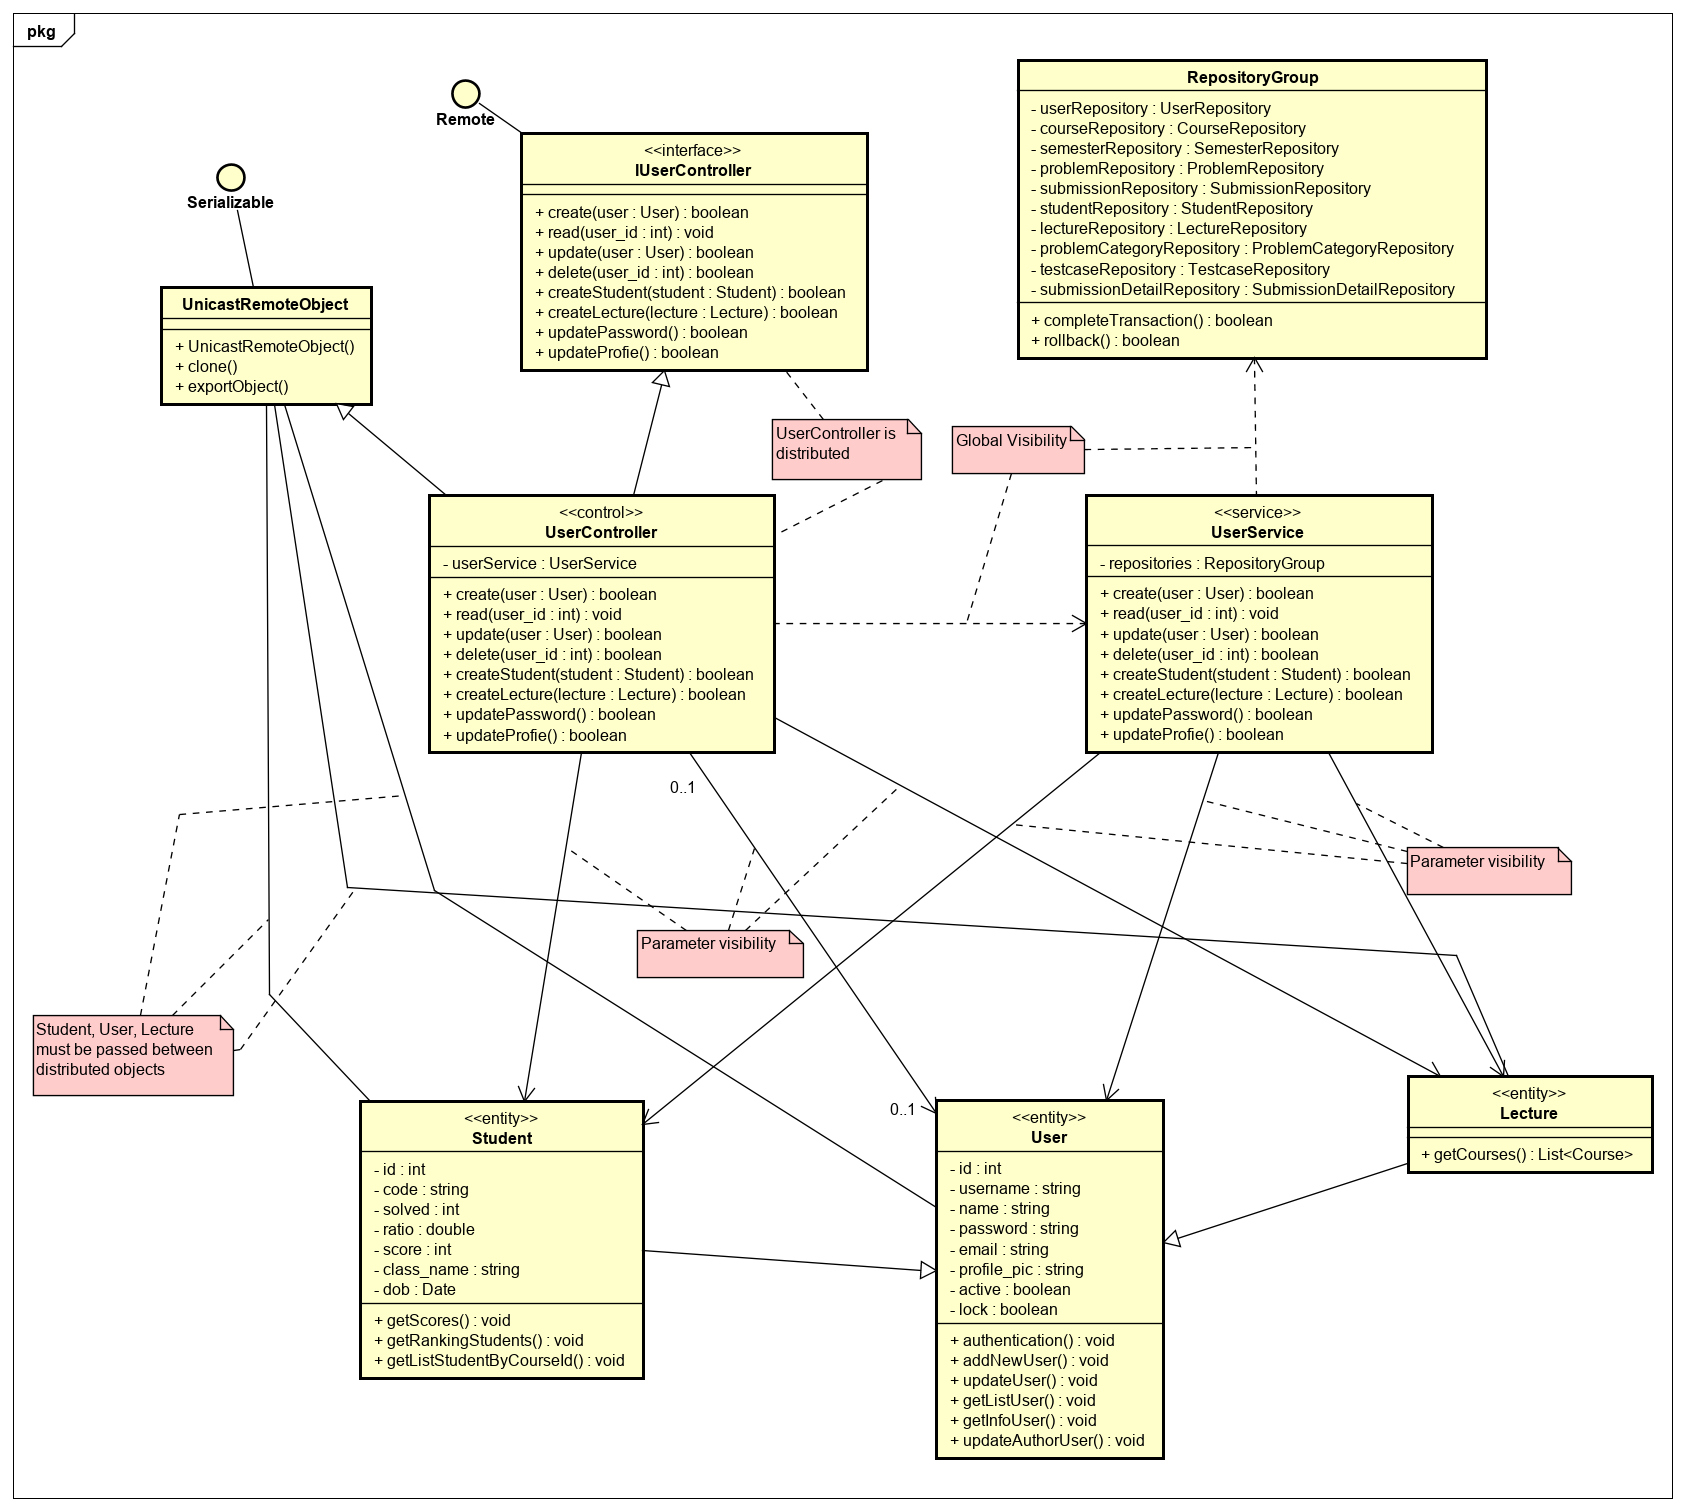 pkg
Remote
Serializable
UnicastRemoteObject
+ UnicastRemoteObject()
+ clone()
+ exportObject()
<<interface>>
IUserController
+ create(user : User) : boolean
+ read(user_id : int) : void
+ update(user : User) : boolean
+ delete(user_id : int) : boolean
+ createStudent(student : Student) : boolean
+ createLecture(lecture : Lecture) : boolean
+ updatePassword() : boolean
+ updateProfie() : boolean
RepositoryGroup
- userRepository : UserRepository
- courseRepository : CourseRepository
- semesterRepository : SemesterRepository
- problemRepository : ProblemRepository
- submissionRepository : SubmissionRepository
- studentRepository : StudentRepository
- lectureRepository : LectureRepository
- problemCategoryRepository : ProblemCategoryRepository
- testcaseRepository : TestcaseRepository
- submissionDetailRepository : SubmissionDetailRepository
+ completeTransaction() : boolean
+ rollback() : boolean
UserController is
distributed
Global Visibility
<<control>>
UserController
- userService : UserService
+ create(user : User) : boolean
+ read(user_id : int) : void
+ update(user : User) : boolean
+ delete(user_id : int) : boolean
+ createStudent(student : Student) : boolean
+ createLecture(lecture : Lecture) : boolean
+ updatePassword() : boolean
+ updateProfie() : boolean
<<service>>
UserService
- repositories : RepositoryGroup
+ create(user : User) : boolean
+ read(user_id : int) : void
+ update(user : User) : boolean
+ delete(user_id : int) : boolean
+ createStudent(student : Student) : boolean
+ createLecture(lecture : Lecture) : boolean
+ updatePassword() : boolean
+ updateProfie() : boolean
0..1
Parameter visibility
Parameter visibility
Student, User, Lecture
must be passed between
distributed objects
0..1
<<entity>>
Student
- id : int
- code : string
- solved : int
- ratio : double
- score : int
- class_name : string
- dob : Date
+ getScores() : void
+ getRankingStudents() : void
+ getListStudentByCourseId() : void
<<entity>>
User
- id : int
- username : string
- name : string
- password : string
- email : string
- profile_pic : string
- active : boolean
- lock : boolean
+ authentication() : void
+ addNewUser() : void
+ updateUser() : void
+ getListUser() : void
+ getInfoUser() : void
+ updateAuthorUser() : void
<<entity>>
Lecture
+ getCourses() : List<Course>